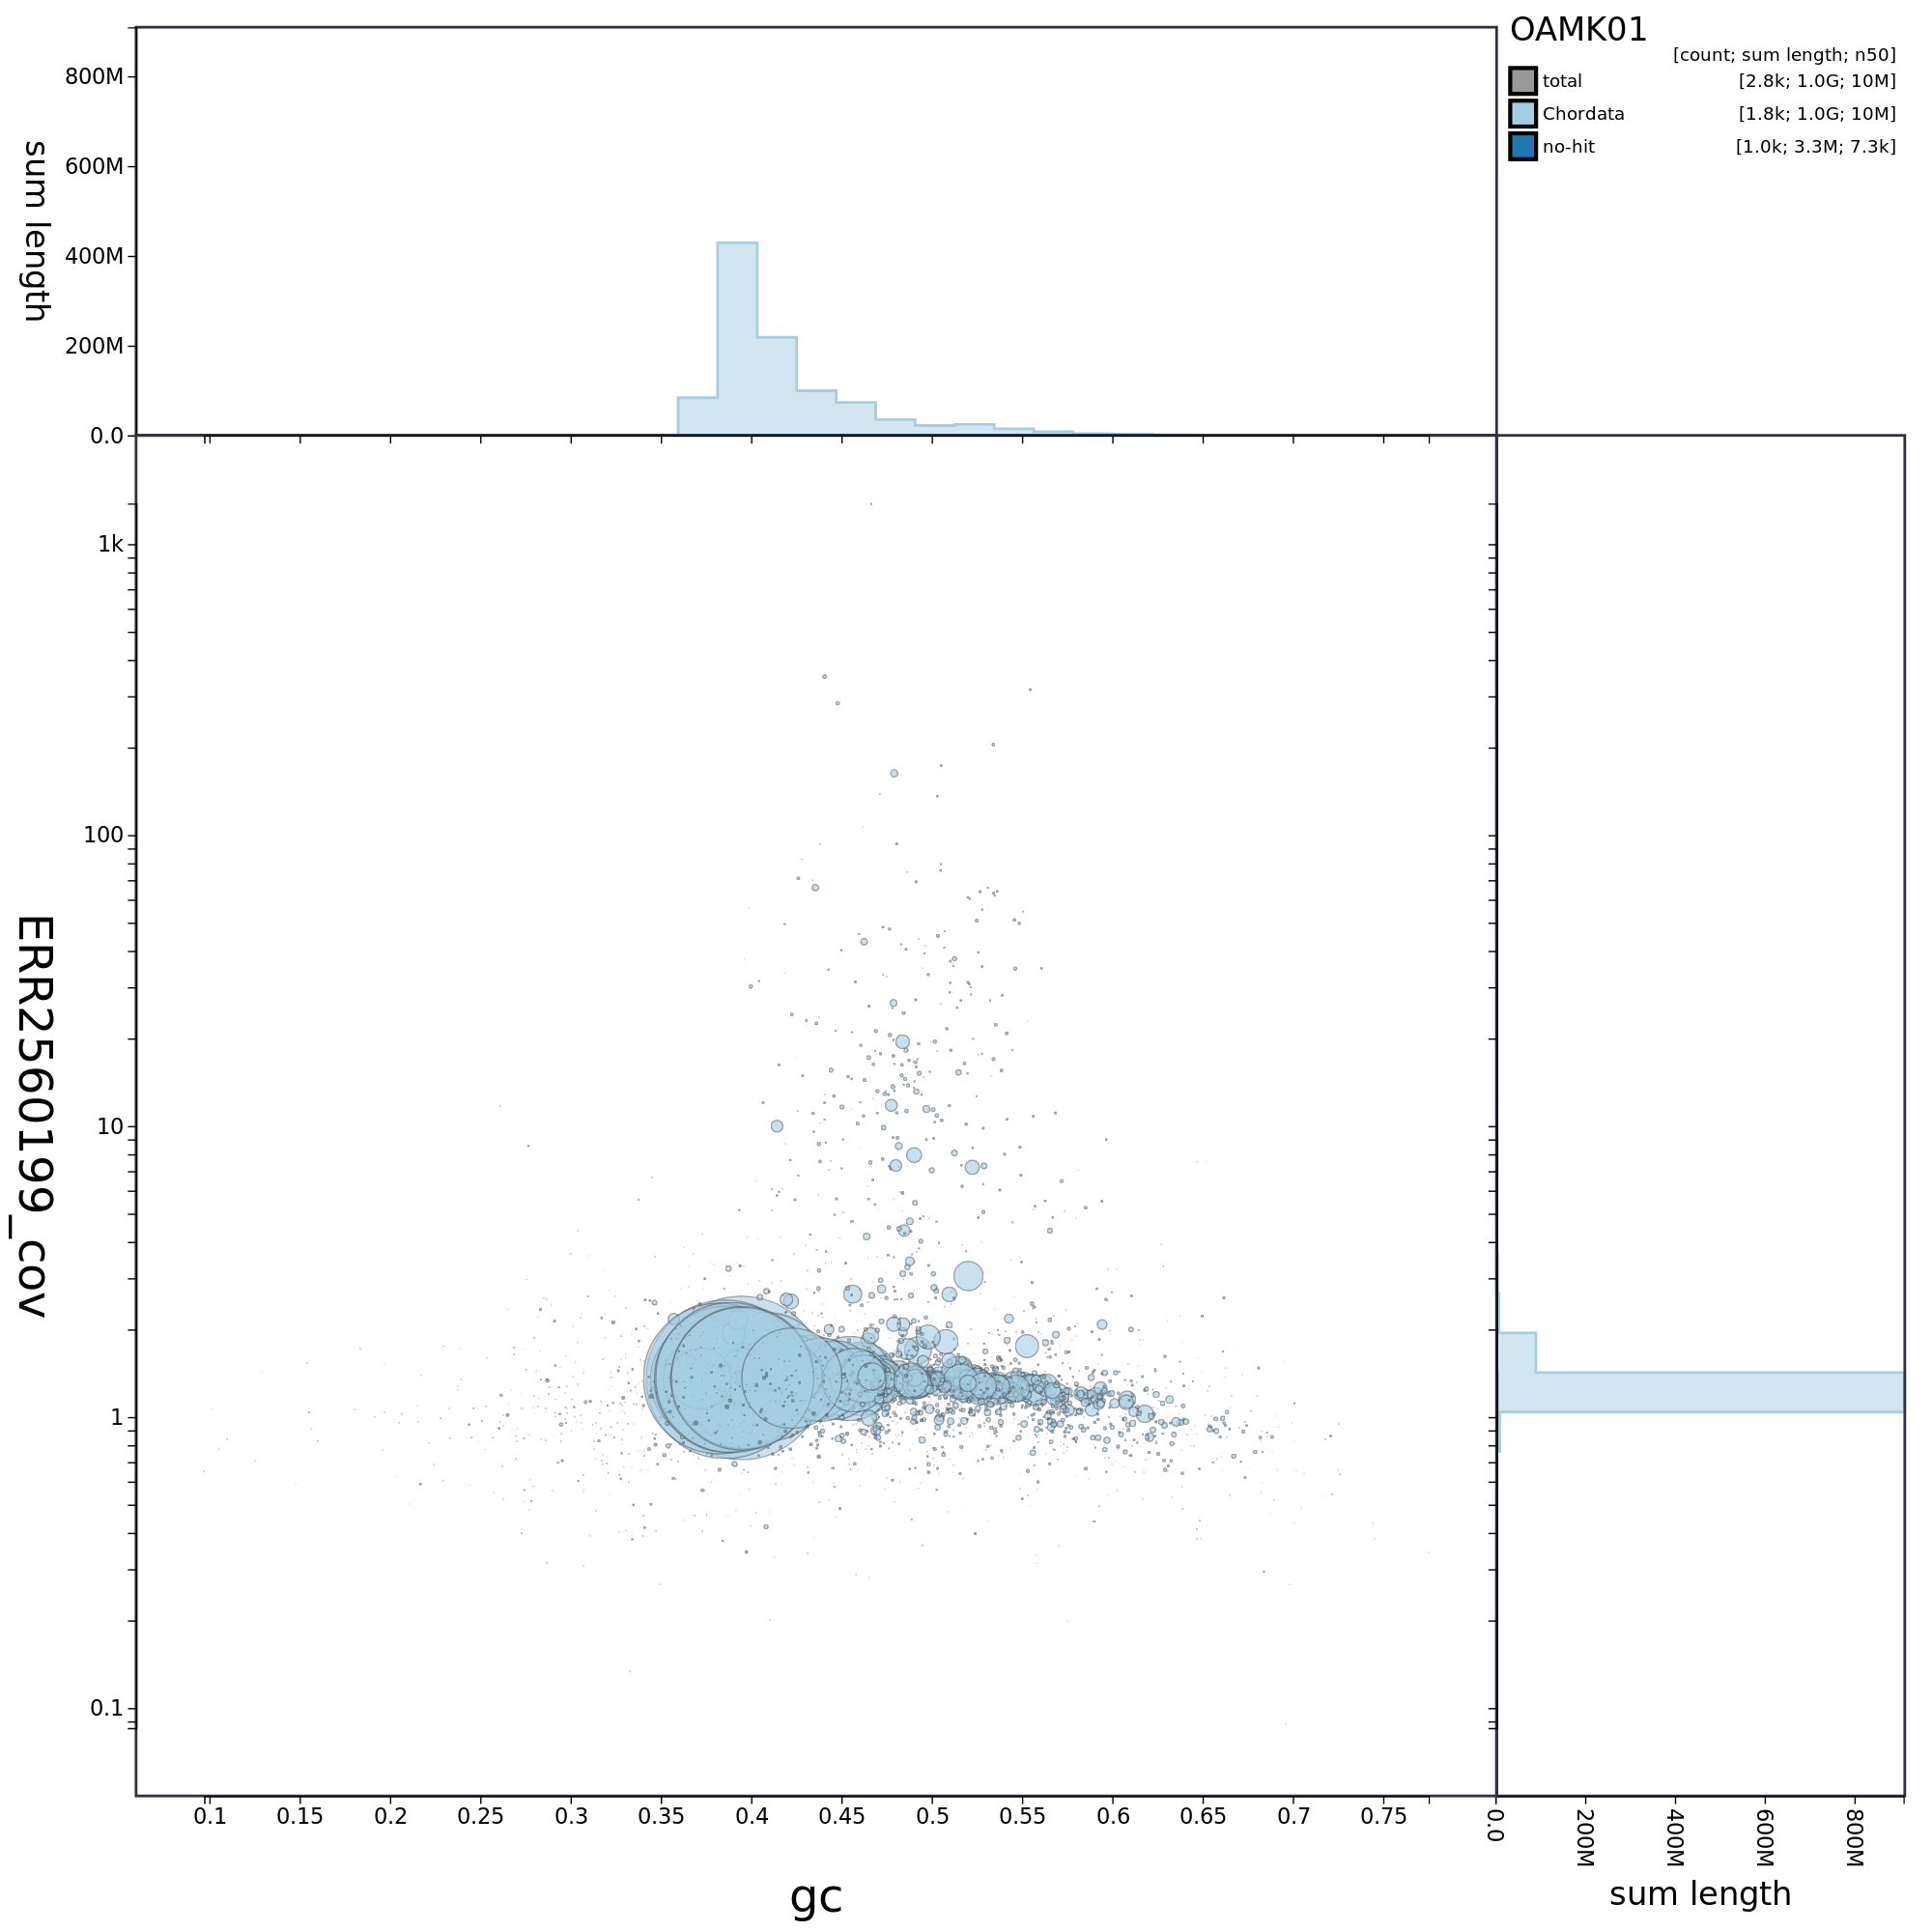 OAMK01
[count; sum length; n50]
total [2.8k; 1.0G; 10M]
Chordata [1.8k; 1.0G; 10M]
no-hit [1.0k; 3.3M; 7.3k]
sum length
800M
600M
400M
200M
0.0
ERR2560199_cov
1k
100
10
1
0.1
0.1 0.15 0.2 0.25 0.3 0.35 0.4 0.45 0.5 0.55 0.6 0.65 0.7 0.75
gc
0.0 200M 400M 600M 800M
sum length